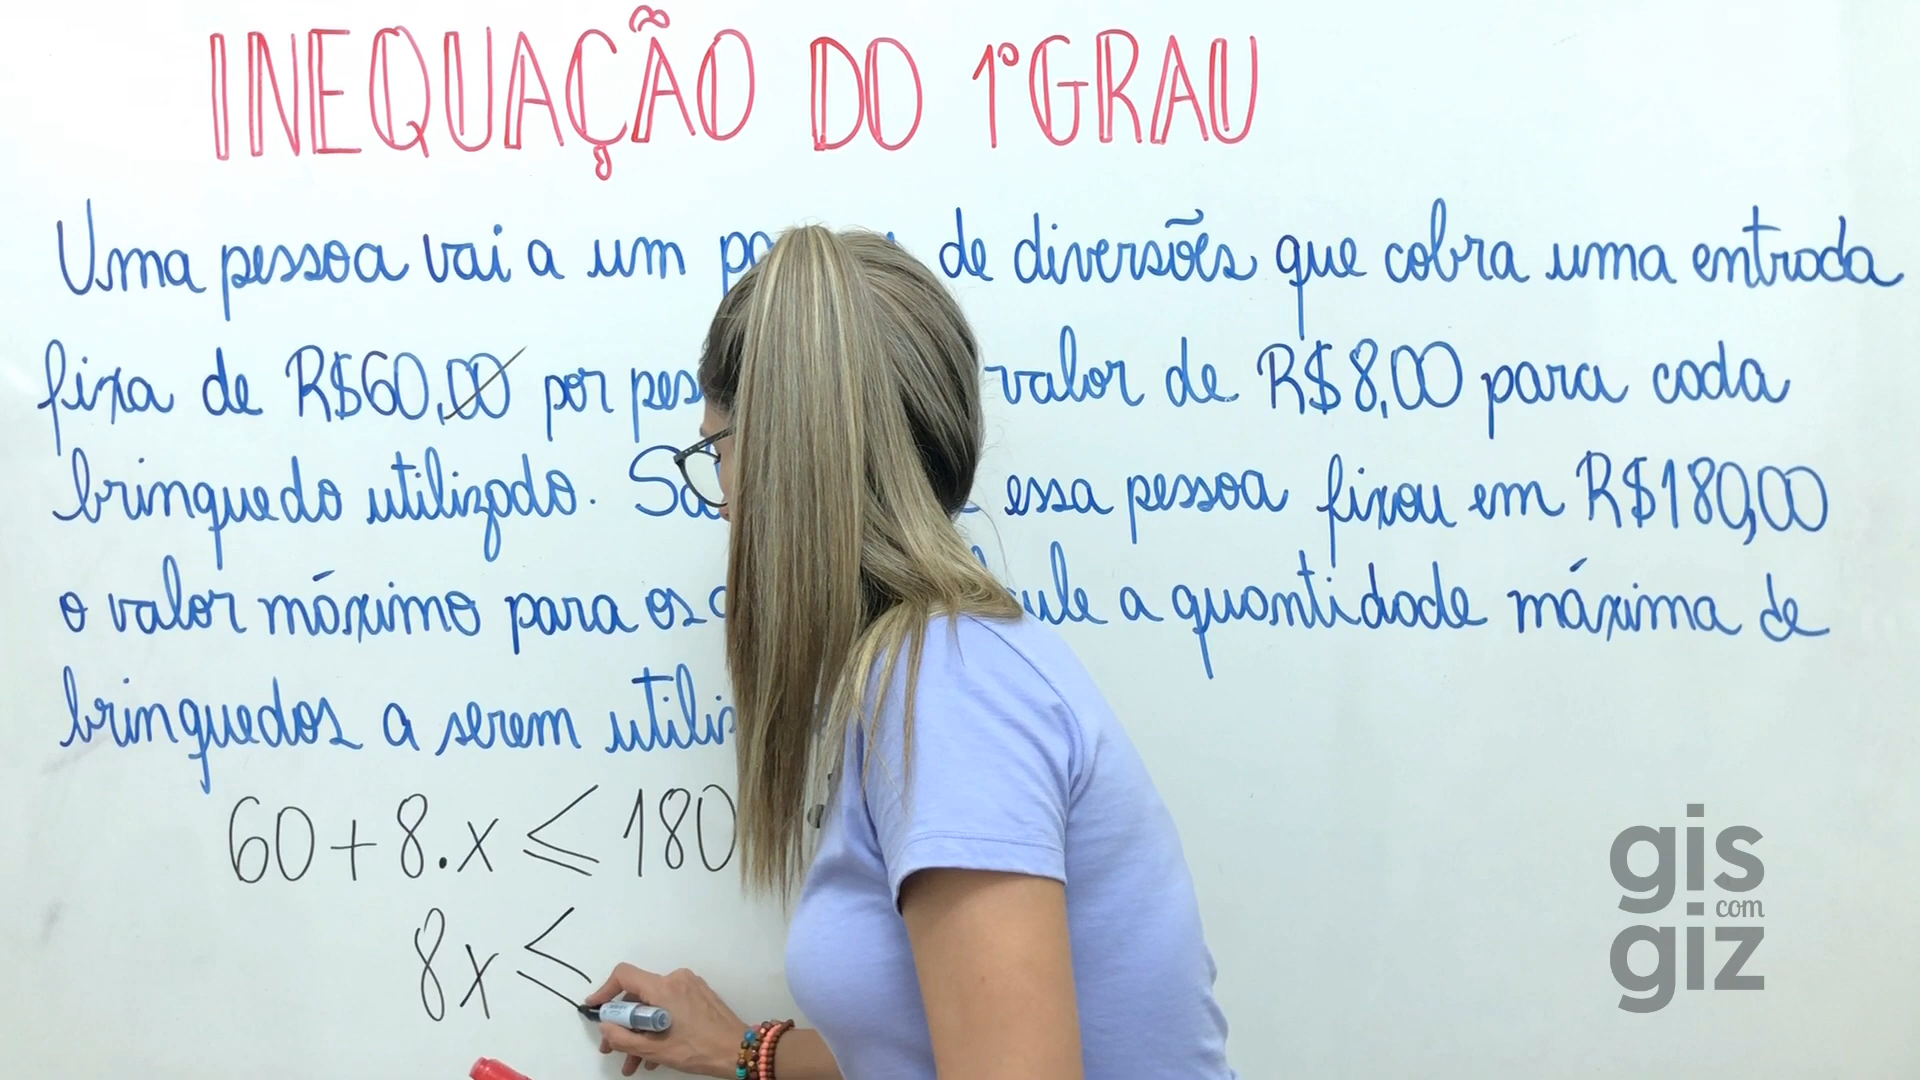 INEQUAÇÃO DO 1º GRAU
Uma pessoa vai a um de diversões que cobra uma entrada
fixa de R$60,00 por valor de R$8,00 para cada
brinquedo utilizado. essa pessoa fixou em R$180,00
o valor máximo para os a quantidade máxima de
brinquedos a serem
60+8.x ≤ 180
8x ≤
gis
com
giz